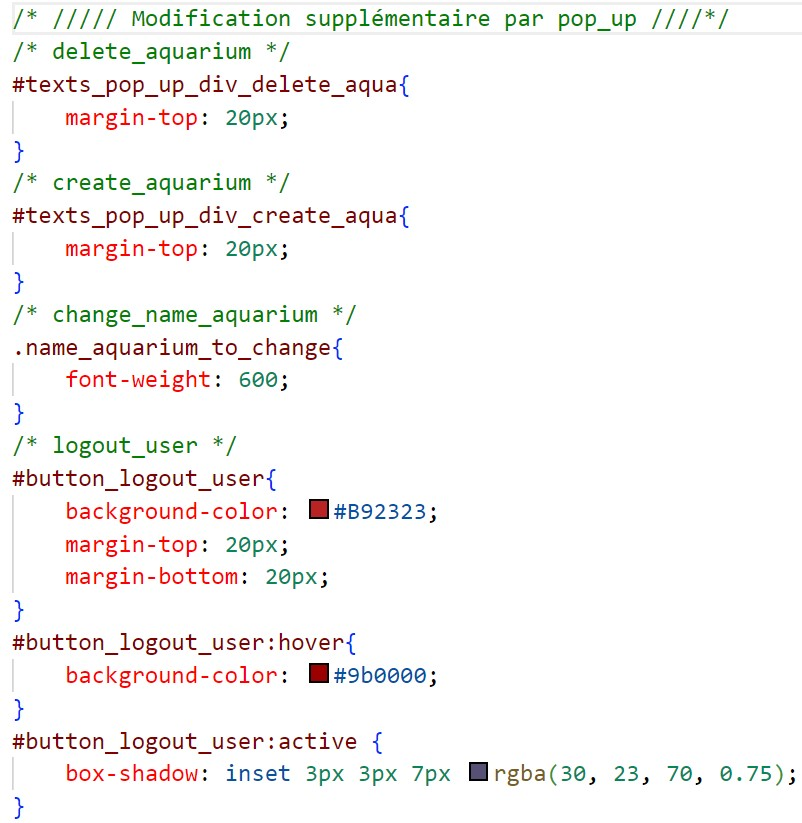 /* ///// Modification supplémentaire par pop_up ////*/
/* delete_aquarium */
#texts_pop_up_div_delete_aqua{
    margin-top: 20px;
}
/* create_aquarium */
#texts_pop_up_div_create_aqua{
    margin-top: 20px;
}
/* change_name_aquarium */
.name_aquarium_to_change{
    font-weight: 600;
}
/* logout_user */
#button_logout_user{
    background-color: #B92323;
    margin-top: 20px;
    margin-bottom: 20px;
}
#button_logout_user:hover{
    background-color: #9b0000;
}
#button_logout_user:active {
    box-shadow: inset 3px 3px 7px rgba(30, 23, 70, 0.75);
}